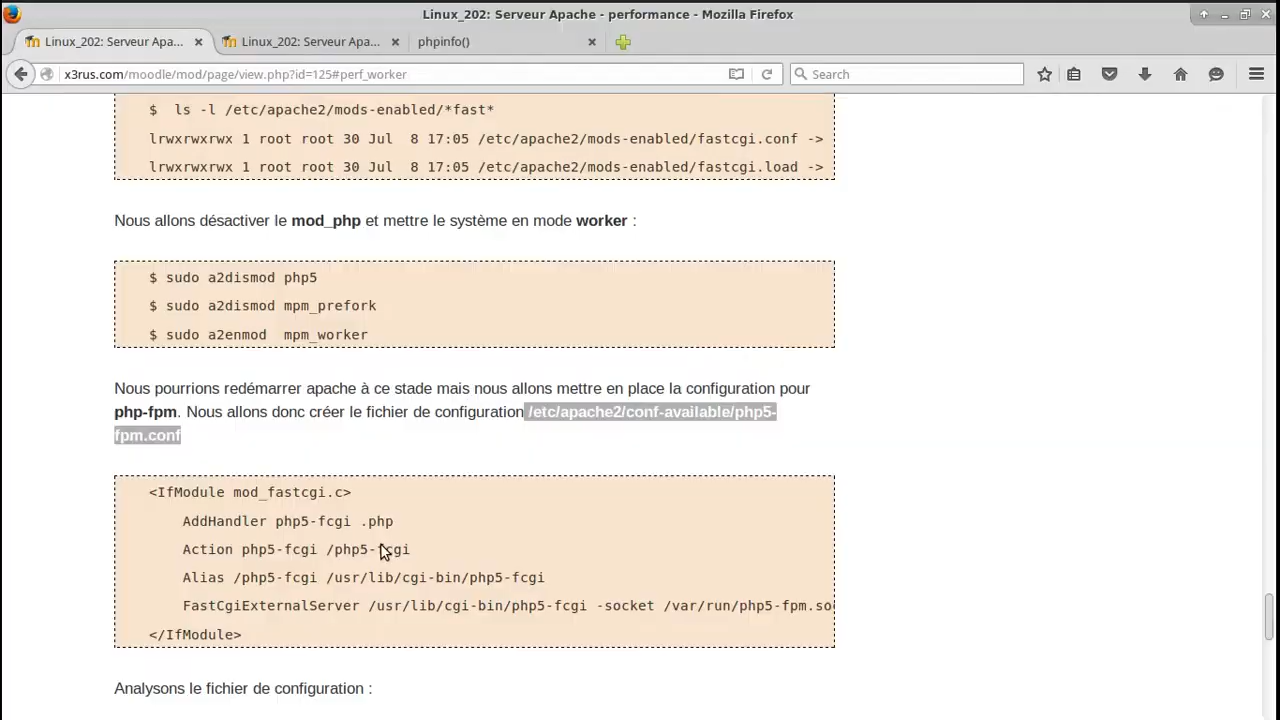 Linux_202: Serveur Apache - performance - Mozilla Firefox
Linux_202: Serveur Apa...
Linux_202: Serveur Apa...
phpinfo()
x3rus.com/moodle/mod/page/view.php?id=125#perf_worker
Search
$  ls -l /etc/apache2/mods-enabled/*fast*
lrwxrwxrwx 1 root root 30 Jul  8 17:05 /etc/apache2/mods-enabled/fastcgi.conf ->
lrwxrwxrwx 1 root root 30 Jul  8 17:05 /etc/apache2/mods-enabled/fastcgi.load ->
Nous allons désactiver le mod_php et mettre le système en mode worker :
$ sudo a2dismod php5
$ sudo a2dismod mpm_prefork
$ sudo a2enmod  mpm_worker
Nous pourrions redémarrer apache à ce stade mais nous allons mettre en place la configuration pour
php-fpm. Nous allons donc créer le fichier de configuration /etc/apache2/conf-available/php5-
fpm.conf
<IfModule mod_fastcgi.c>
AddHandler php5-fcgi .php
Action php5-fcgi /php5-fcgi
Alias /php5-fcgi /usr/lib/cgi-bin/php5-fcgi
FastCgiExternalServer /usr/lib/cgi-bin/php5-fcgi -socket /var/run/php5-fpm.so
</IfModule>
Analysons le fichier de configuration :